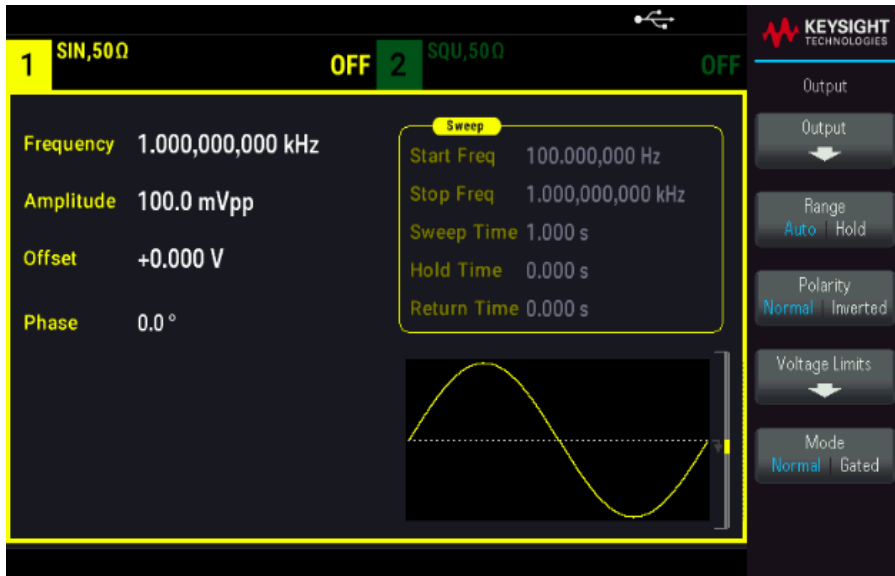 1 SIN,50Ω OFF 2 SQU,50Ω OFF
Frequency 1.000,000,000 kHz
Amplitude 100.0 mVpp
Offset +0.000 V
Phase 0.0 °
Sweep
Start Freq 100.000,000 Hz
Stop Freq 1.000,000,000 kHz
Sweep Time 1.000 s
Hold Time 0.000 s
Return Time 0.000 s
KEYSIGHT
TECHNOLOGIES
Output
Output
Range
Auto | Hold
Polarity
Normal | Inverted
Voltage Limits
Mode
Normal | Gated